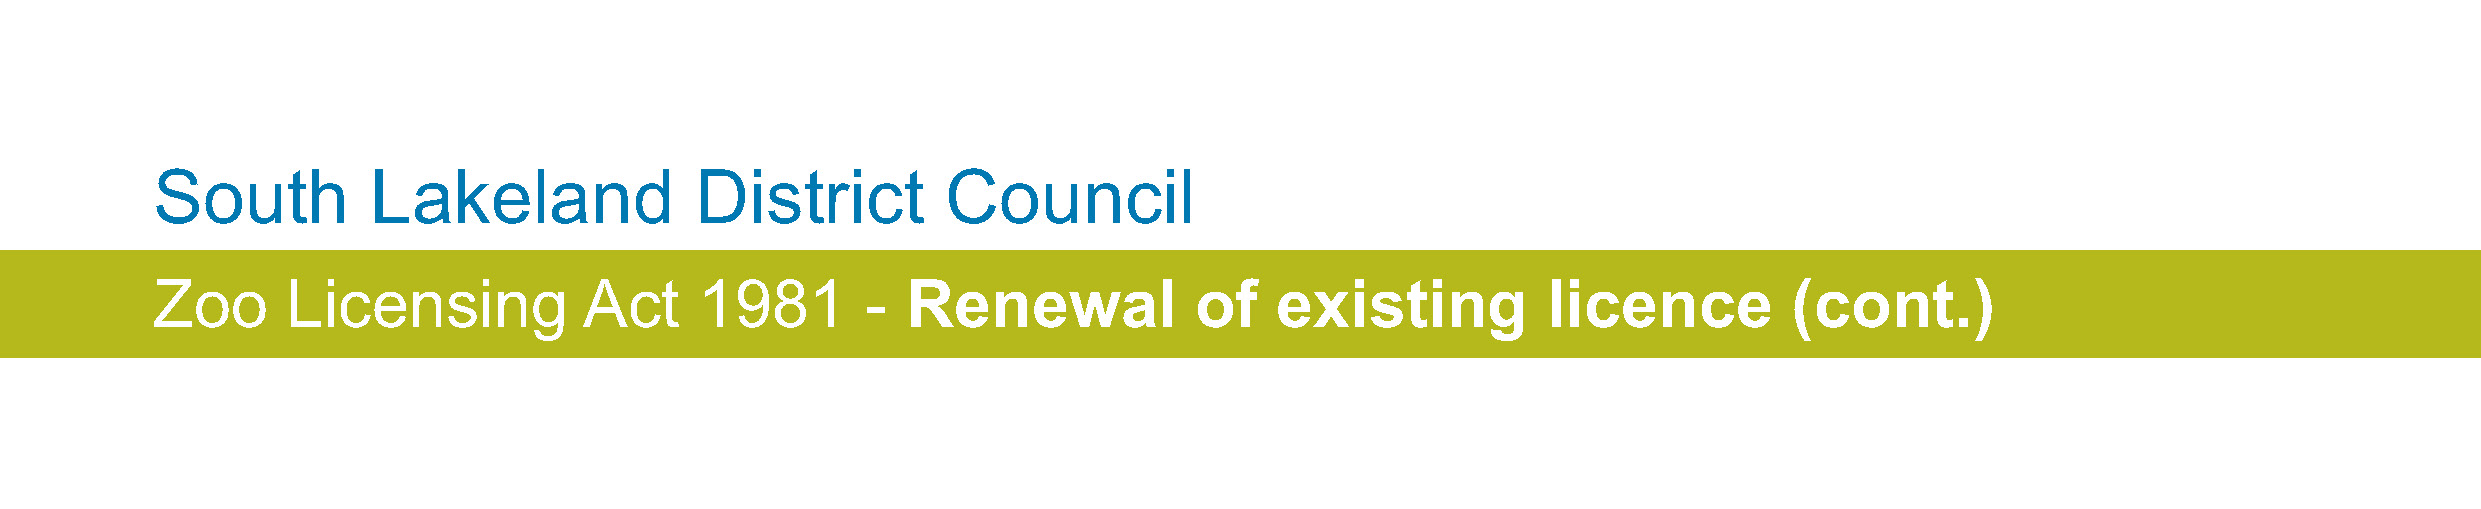 South Lakeland District Council
Zoo Licensing Act 1981 - Renewal of existing licence (cont.)